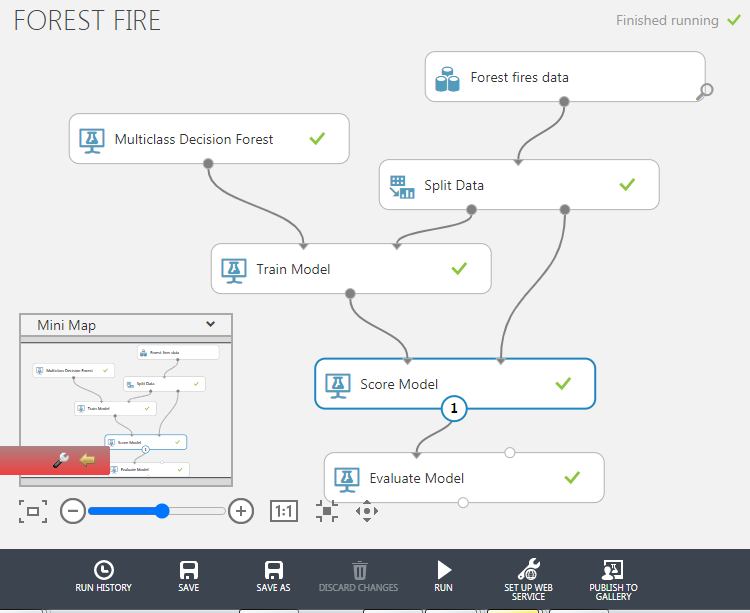 FOREST FIRE
Finished running
Forest fires data
Multiclass Decision Forest
Split Data
Train Model
Mini Map
Forest fires data
Multiclass Decision Forest
Split Data
Train Model
Score Model
1
Evaluate Model
Score Model
1
Evaluate Model
1:1
RUN HISTORY
SAVE
SAVE AS
DISCARD CHANGES
RUN
SET UP WEB
SERVICE
PUBLISH TO
GALLERY